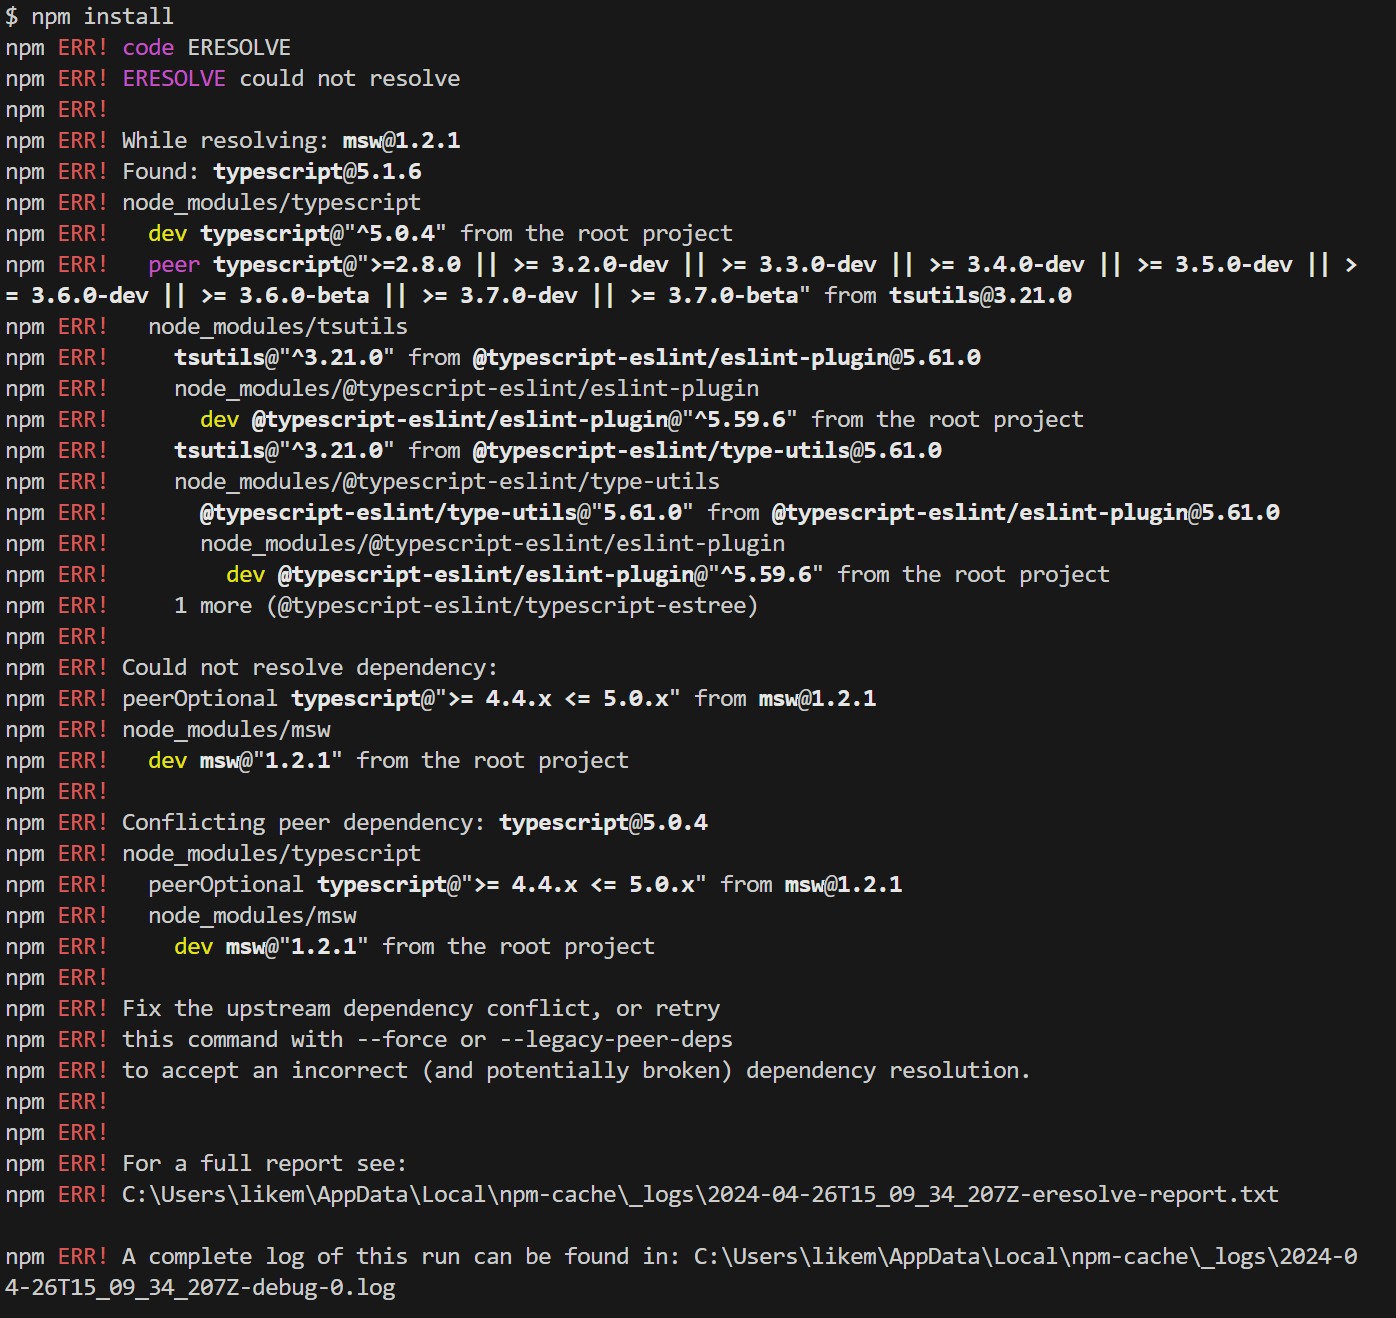 $ npm install
npm ERR! code ERESOLVE
npm ERR! ERESOLVE could not resolve
npm ERR!
npm ERR! While resolving: msw@1.2.1
npm ERR! Found: typescript@5.1.6
npm ERR! node_modules/typescript
npm ERR!   dev typescript@"^5.0.4" from the root project
npm ERR!   peer typescript@">=2.8.0 || >= 3.2.0-dev || >= 3.3.0-dev || >= 3.4.0-dev || >= 3.5.0-dev || >
= 3.6.0-dev || >= 3.6.0-beta || >= 3.7.0-dev || >= 3.7.0-beta" from tsutils@3.21.0
npm ERR!   node_modules/tsutils
npm ERR!     tsutils@"^3.21.0" from @typescript-eslint/eslint-plugin@5.61.0
npm ERR!     node_modules/@typescript-eslint/eslint-plugin
npm ERR!       dev @typescript-eslint/eslint-plugin@"^5.59.6" from the root project
npm ERR!     tsutils@"^3.21.0" from @typescript-eslint/type-utils@5.61.0
npm ERR!     node_modules/@typescript-eslint/type-utils
npm ERR!       @typescript-eslint/type-utils@"5.61.0" from @typescript-eslint/eslint-plugin@5.61.0
npm ERR!       node_modules/@typescript-eslint/eslint-plugin
npm ERR!         dev @typescript-eslint/eslint-plugin@"^5.59.6" from the root project
npm ERR!     1 more (@typescript-eslint/typescript-estree)
npm ERR!
npm ERR! Could not resolve dependency:
npm ERR! peerOptional typescript@">= 4.4.x <= 5.0.x" from msw@1.2.1
npm ERR! node_modules/msw
npm ERR!   dev msw@"1.2.1" from the root project
npm ERR!
npm ERR! Conflicting peer dependency: typescript@5.0.4
npm ERR! node_modules/typescript
npm ERR!   peerOptional typescript@">= 4.4.x <= 5.0.x" from msw@1.2.1
npm ERR!   node_modules/msw
npm ERR!     dev msw@"1.2.1" from the root project
npm ERR!
npm ERR! Fix the upstream dependency conflict, or retry
npm ERR! this command with --force or --legacy-peer-deps
npm ERR! to accept an incorrect (and potentially broken) dependency resolution.
npm ERR!
npm ERR!
npm ERR! For a full report see:
npm ERR! C:\Users\likem\AppData\Local\npm-cache\_logs\2024-04-26T15_09_34_207Z-eresolve-report.txt

npm ERR! A complete log of this run can be found in: C:\Users\likem\AppData\Local\npm-cache\_logs\2024-0
4-26T15_09_34_207Z-debug-0.log